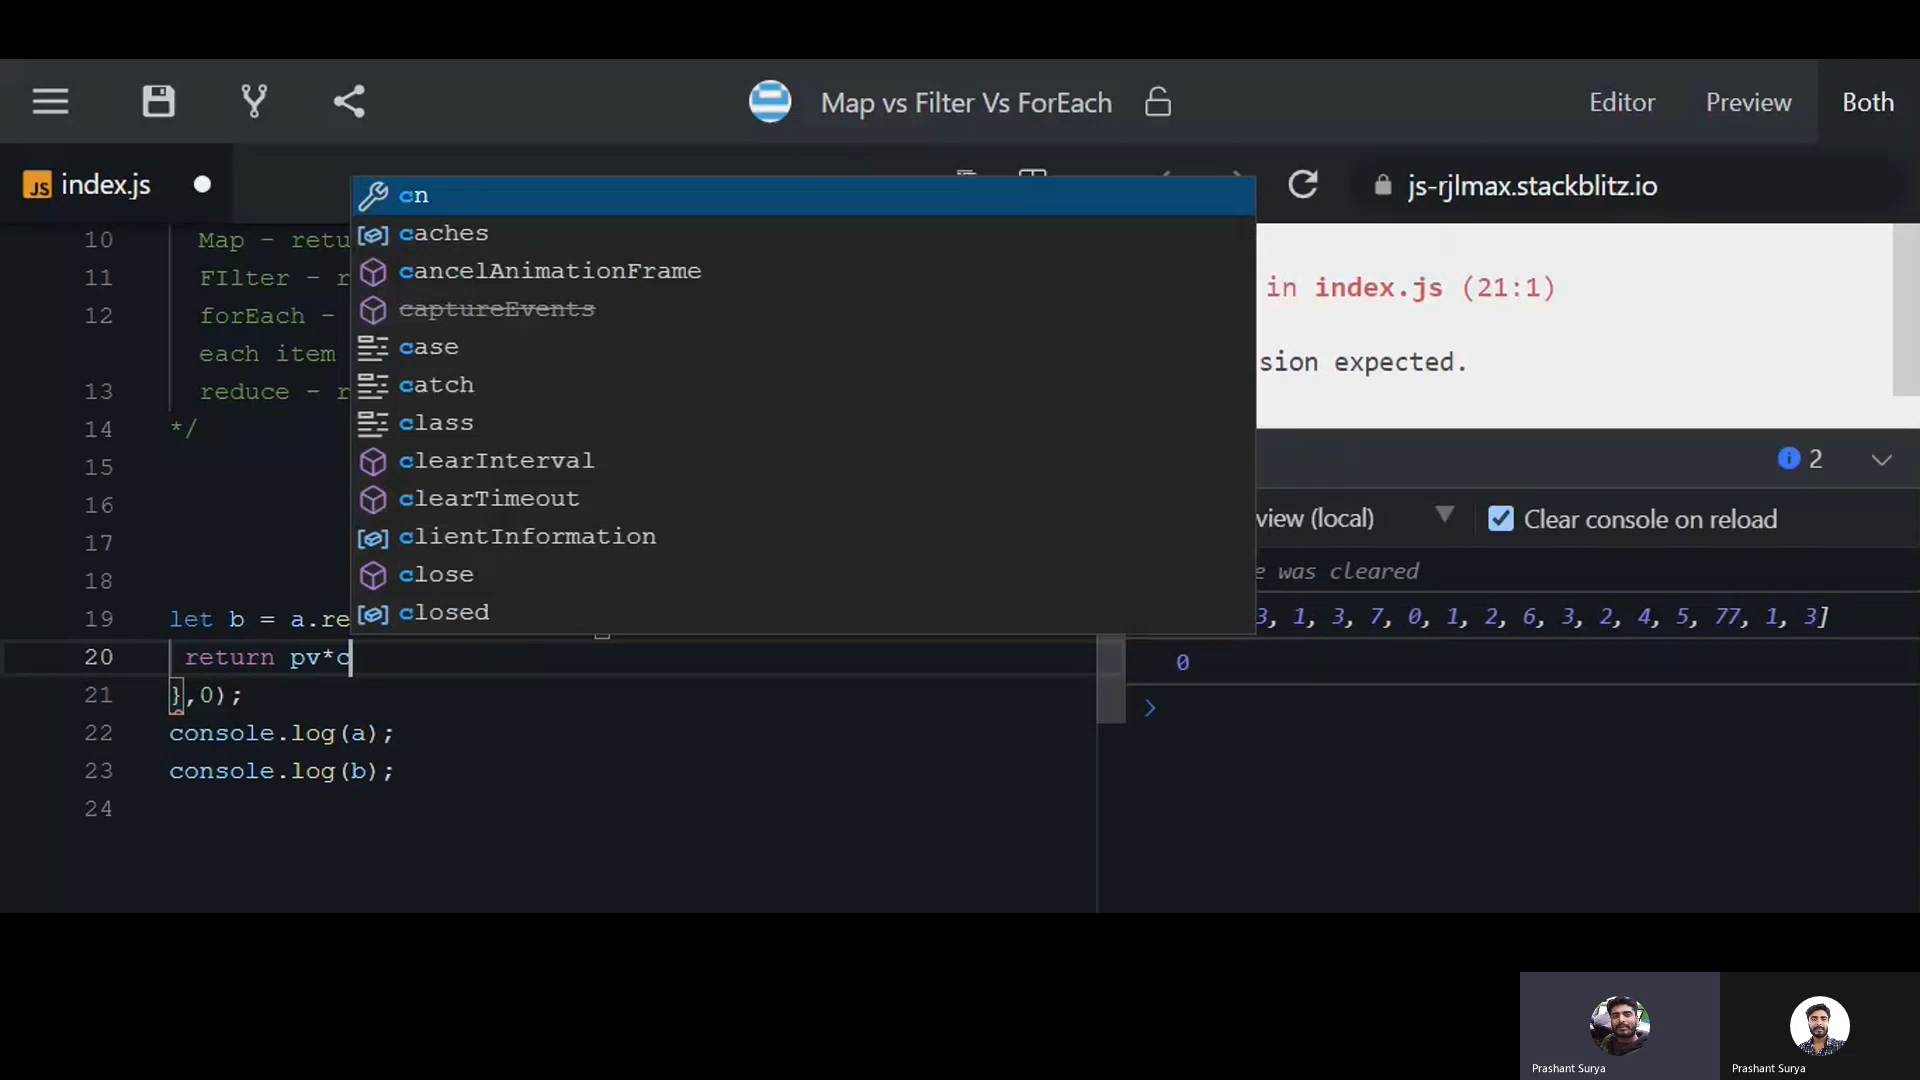 Map vs Filter Vs ForEach
Editor Preview Both
JS index.js
js-rjlmax.stackblitz.io
cn
caches
cancelAnimationFrame
captureEvents
case
catch
class
clearInterval
clearTimeout
clientInformation
close
closed
10 Map - retu
11 FIlter - r
12 forEach -
each item
13 reduce - r
14 */
15
16
17
18
19 let b = a.re
20 return pv*c
21 },0);
22 console.log(a);
23 console.log(b);
24
in index.js (21:1)
sion expected.
2
view (local) Clear console on reload
e was cleared
3, 1, 3, 7, 0, 1, 2, 6, 3, 2, 4, 5, 77, 1, 3]
0
>
Prashant Surya
Prashant Surya